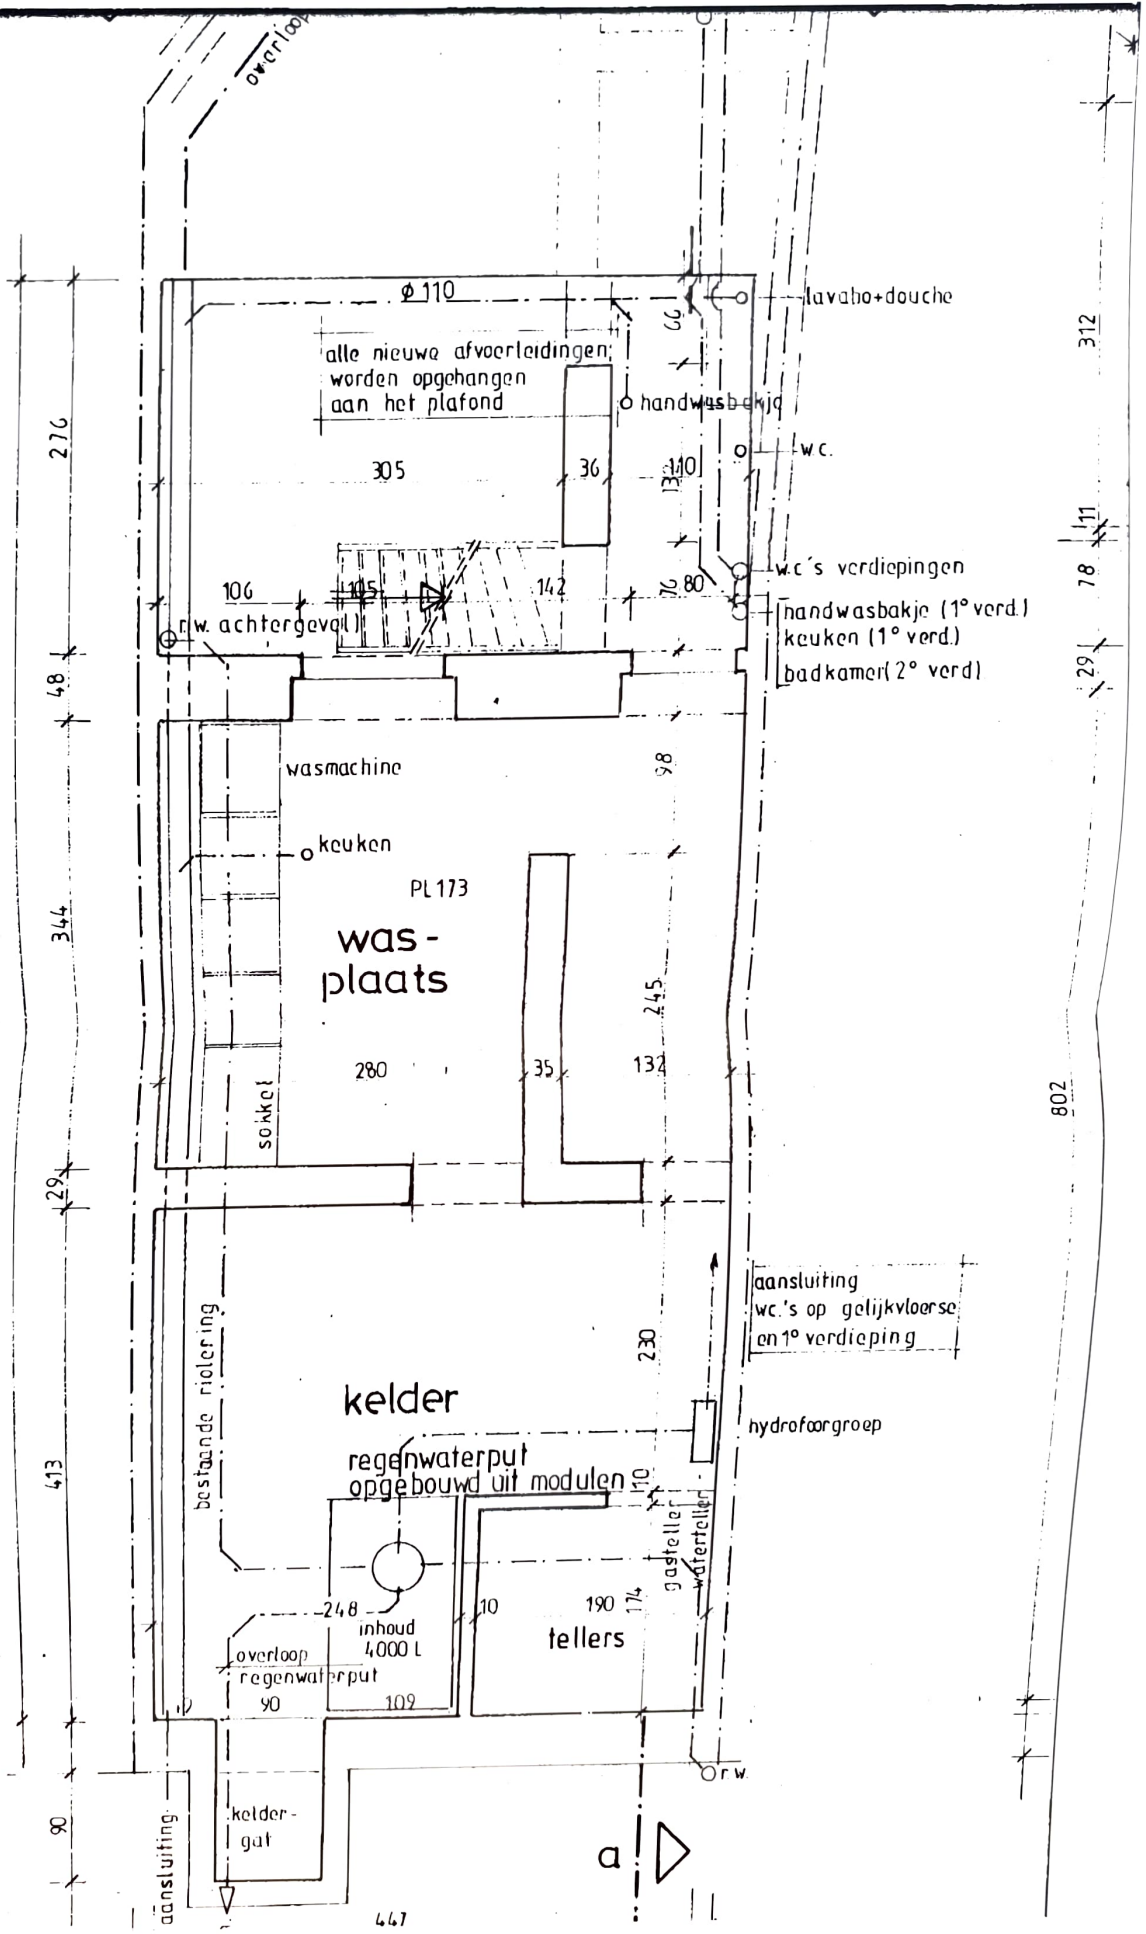 overloop
ø 110
lavabo+douche
66
312
alle nieuwe afvoerleidingen
worden opgehangen
aan het plafond
handwasbakje
276
w.c.
305
36
110
11
w.c's verdiepingen
78
106
105
142
76
80
handwasbakje (1° verd.)
r.w. achtergevel)
keuken (1° verd.)
badkamer(2° verd)
29
48
98
wasmachine
keuken
PL 173
344
was-
plaats
245
280
35
132
802
sokkel
29
aansluiting
wc.'s op gelijkvloerse
en 1° verdieping
230
bestaande riolering
kelder
hydrofoorgroep
regenwaterput
opgebouwd uit modulen
10
413
gasteller
waterteller
248
10
190
174
inhoud
4000 L
tellers
overloop
regenwaterput
90
109
r.w.
90
kelder-
gat
aansluiting
a
447